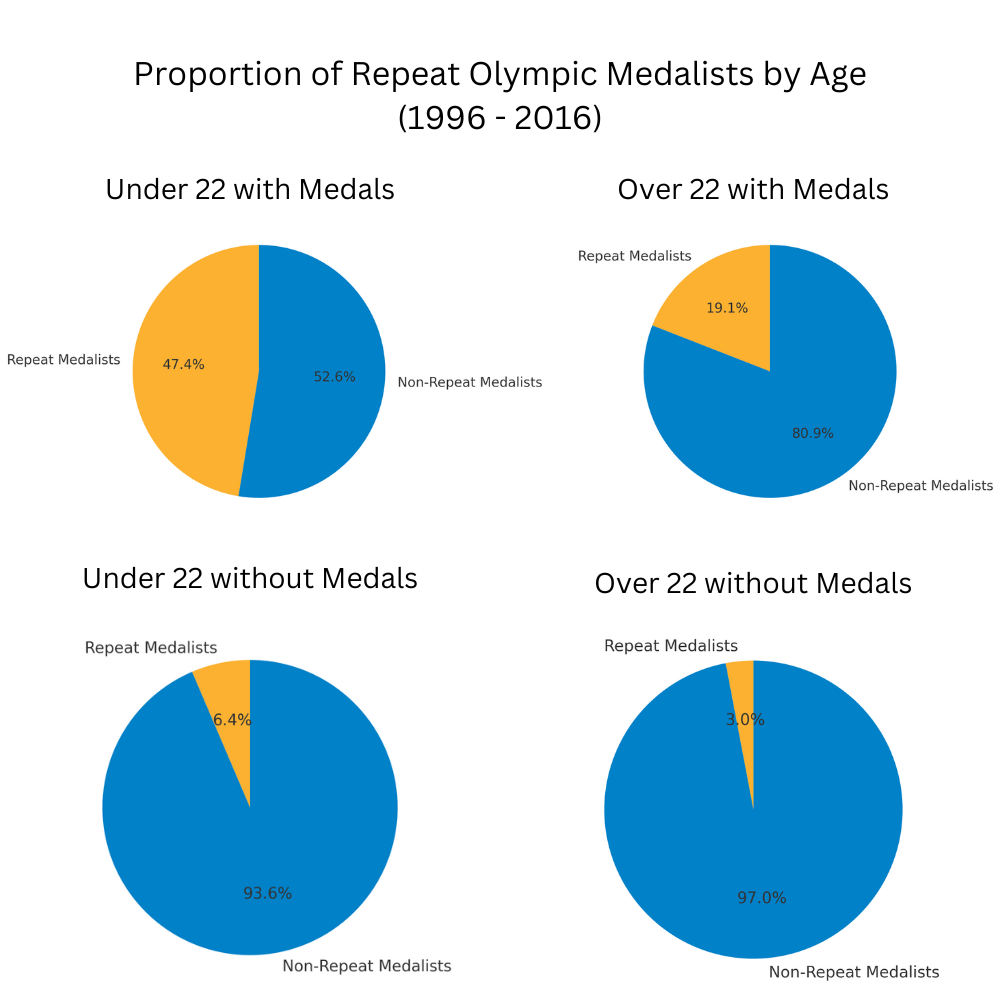 Proportion of Repeat Olympic Medalists by Age
(1996 - 2016)
Under 22 with Medals
Repeat Medalists
47.4%
52.6%
Non-Repeat Medalists
Over 22 with Medals
Repeat Medalists
19.1%
80.9%
Non-Repeat Medalists
Under 22 without Medals
Repeat Medalists
6.4%
93.6%
Non-Repeat Medalists
Over 22 without Medals
Repeat Medalists
3.0%
97.0%
Non-Repeat Medalists